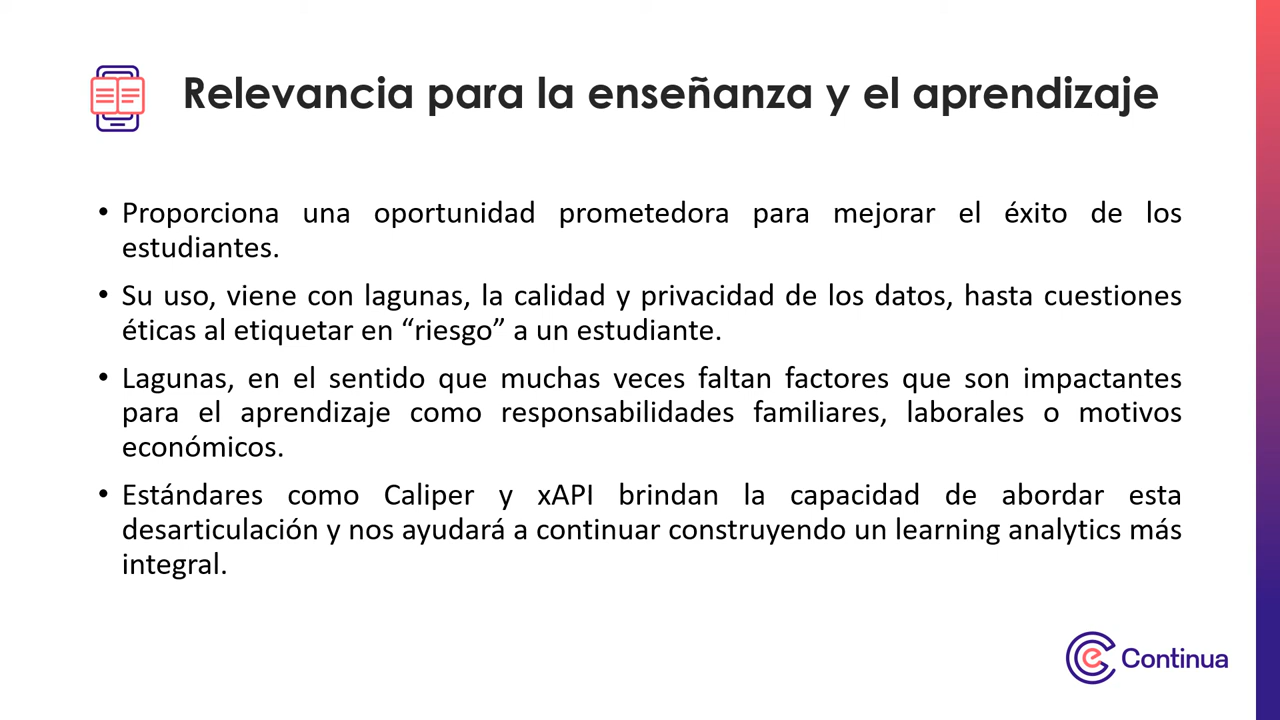 Relevancia para la enseñanza y el aprendizaje
• Proporciona una oportunidad prometedora para mejorar el éxito de los
estudiantes.
• Su uso, viene con lagunas, la calidad y privacidad de los datos, hasta cuestiones
éticas al etiquetar en “riesgo” a un estudiante.
• Lagunas, en el sentido que muchas veces faltan factores que son impactantes
para el aprendizaje como responsabilidades familiares, laborales o motivos
económicos.
• Estándares como Caliper y xAPI brindan la capacidad de abordar esta
desarticulación y nos ayudará a continuar construyendo un learning analytics más
integral.
e Continua